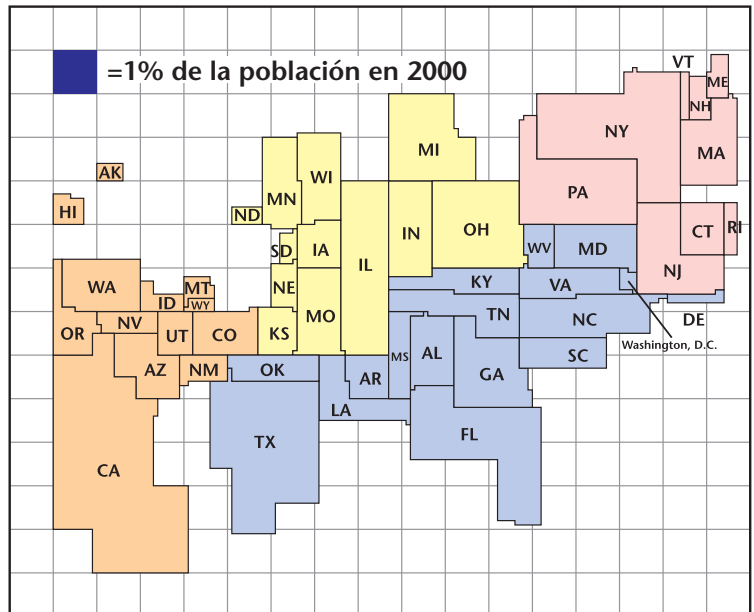 =1% de la población en 2000
VT
ME
NH
NY
MA
MI
WI
AK
MN
PA
HI
ND
RI
CT
IN
OH
WV
MD
SD
IA
IL
NJ
WA
MT
NE
KY
VA
ID
WY
OR
NV
UT
CO
KS
MO
TN
NC
DE
Washington, D.C.
MS
AL
SC
AZ
NM
OK
AR
GA
LA
TX
FL
CA